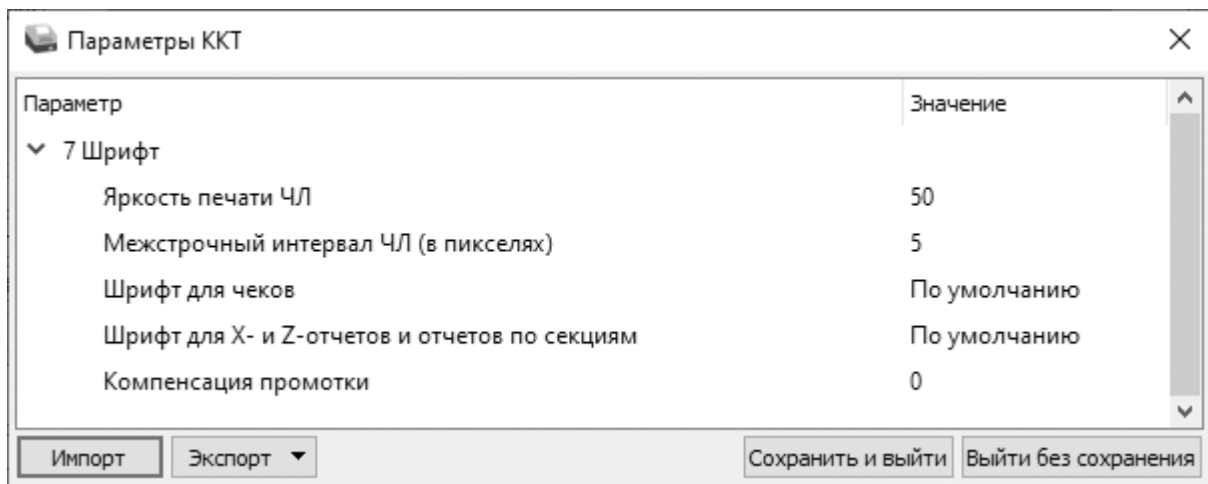 Параметры ККТ
Параметр Значение
7 Шрифт
Яркость печати ЧЛ 50
Межстрочный интервал ЧЛ (в пикселях) 5
Шрифт для чеков По умолчанию
Шрифт для X- и Z-отчетов и отчетов по секциям По умолчанию
Компенсация промотки 0
Импорт Экспорт Сохранить и выйти Выйти без сохранения